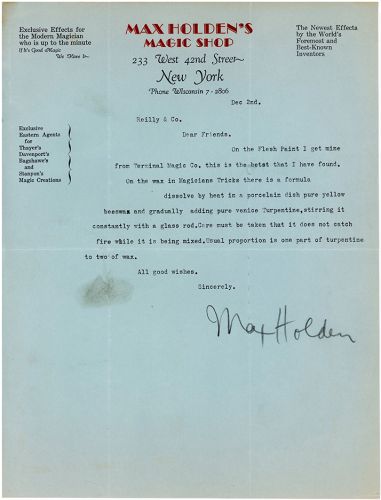 Exclusive Effects for
the Modern Magician
who is up to the minute
If It's Good Magic
We Have It~
MAX HOLDEN'S
MAGIC SHOP
233 West 42nd Street~
New York
Phone WIsconsin 7-2806
The Newest Effects
by the World's
Foremost and
Best-Known
Inventors
Exclusive
Eastern Agents
for
Thayer's
Davenport's
Bagshawe's
and
Stanyon's
Magic Creations
Dec 2nd.
Reilly & Co.
Dear Friends.
On the Flesh Paint I get mine
from Terminal Magic Co, this is the betst that I have found.
On the wax in Magicians Tricks there is a formula
dissolve by heat in a porcelain dish pure yellow
beeswax and gradually adding pure venice Turpentine,stirring it
constantly with a glass rod.Care must be taken that it does not catch
fire while it is being mixed.Usual proportion is one part of turpentine
to two of wax.
All good wishes.
Sincerely.
Max Holden